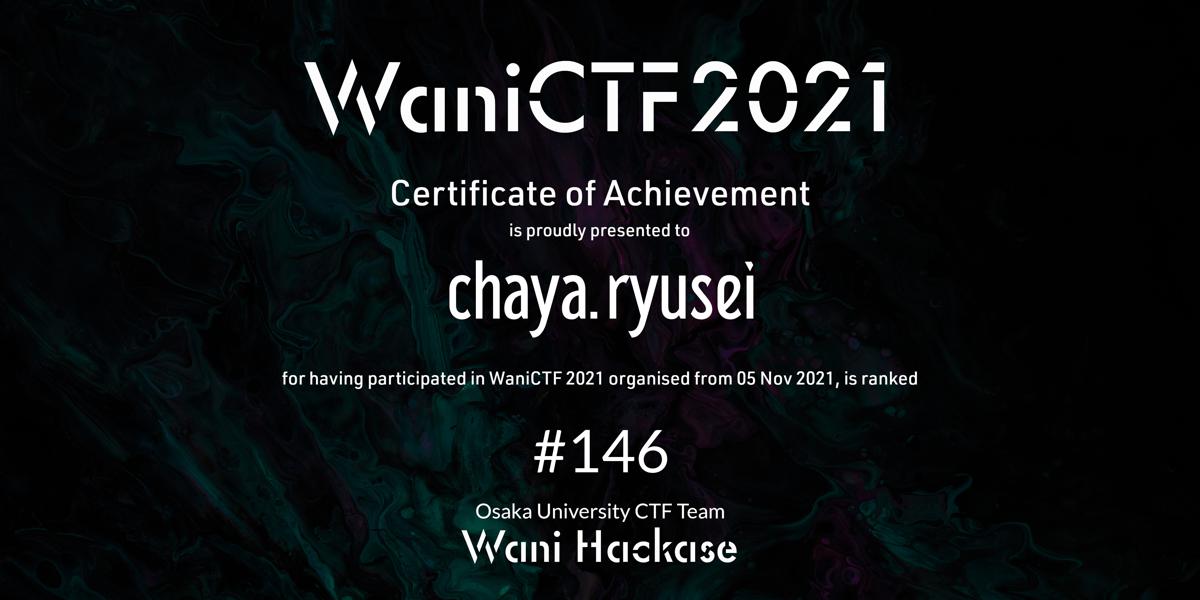 WaniCTF2021
Certificate of Achievement
is proudly presented to
chaya.ryusei
for having participated in WaniCTF 2021 organised from 05 Nov 2021, is ranked
#146
Osaka University CTF Team
Wani Hackase